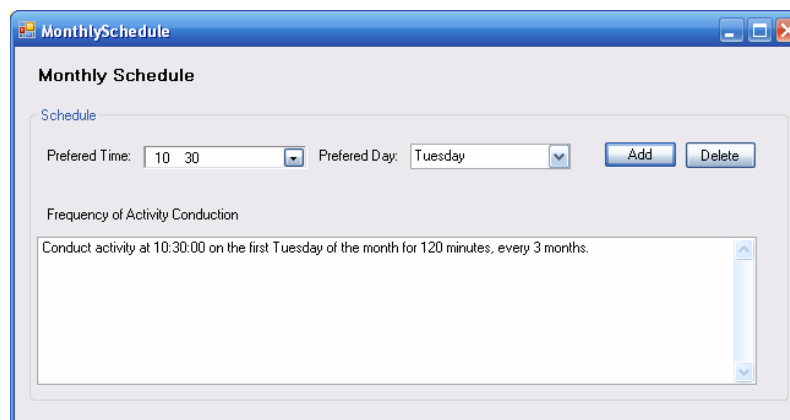 MonthlySchedule
Monthly Schedule
Schedule
Prefered Time: 10 30 Prefered Day: Tuesday Add Delete
Frequency of Activity Conduction
Conduct activity at 10:30:00 on the first Tuesday of the month for 120 minutes, every 3 months.